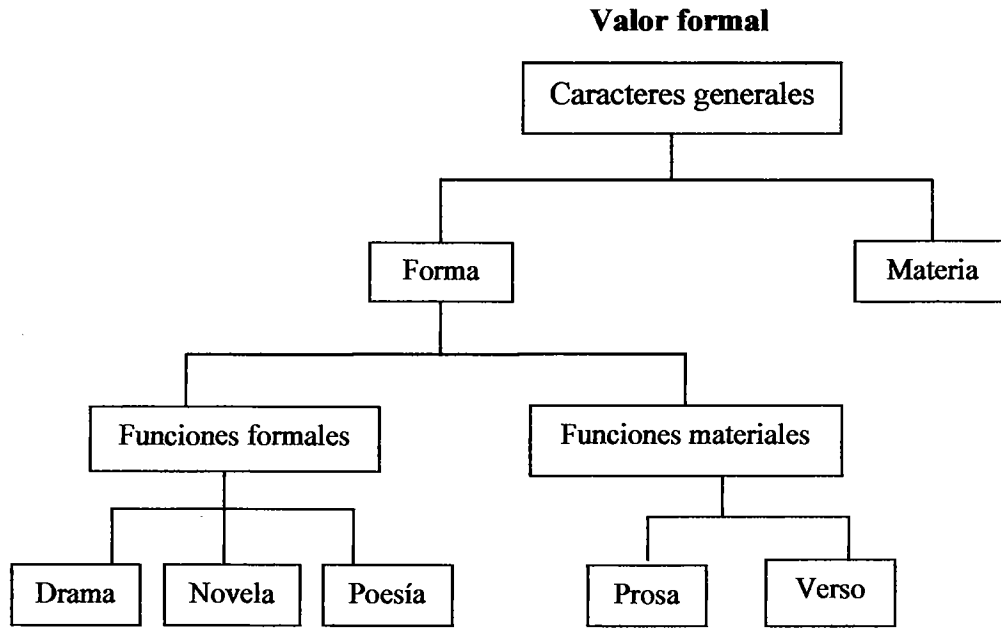 Valor formal
Caracteres generales
Forma
Materia
Funciones formales
Funciones materiales
Drama
Novela
Poesía
Prosa
Verso